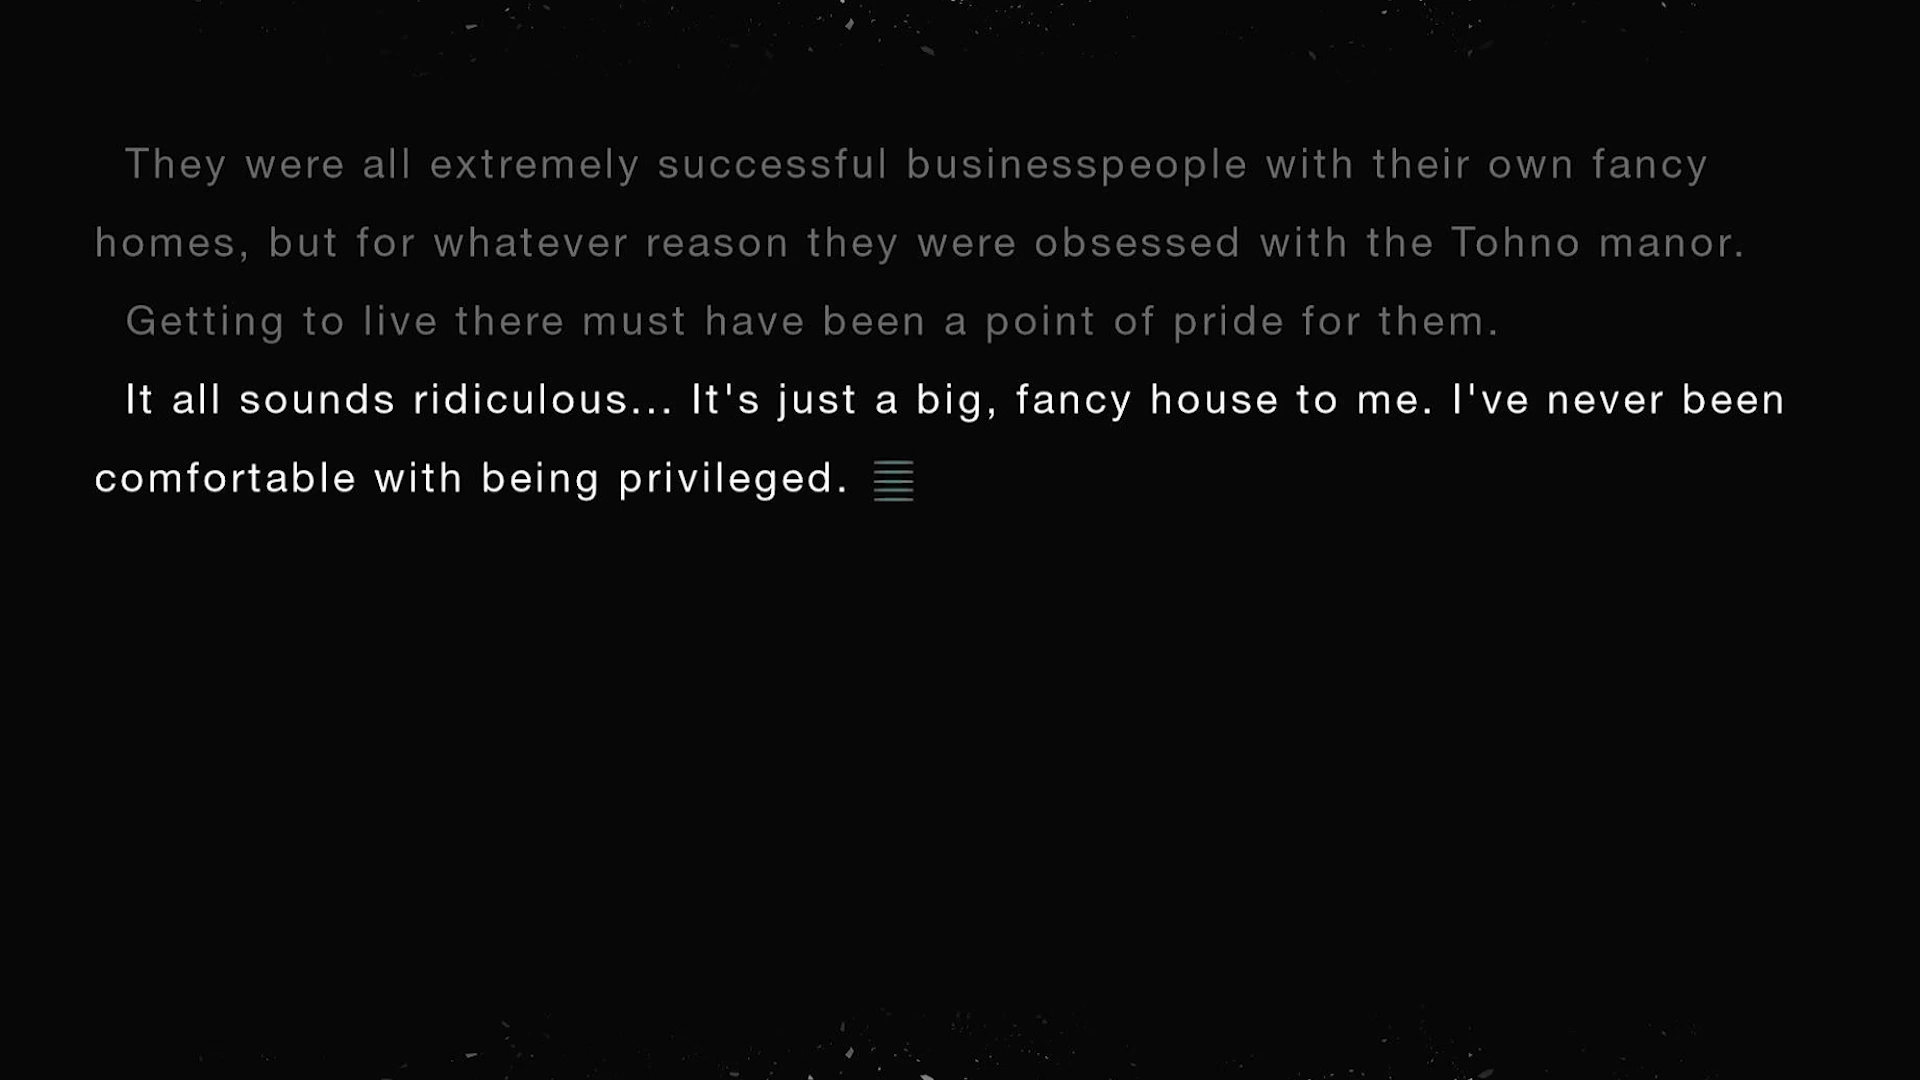 They were all extremely successful businesspeople with their own fancy
homes, but for whatever reason they were obsessed with the Tohno manor.
Getting to live there must have been a point of pride for them.
It all sounds ridiculous... It's just a big, fancy house to me. I've never been
comfortable with being privileged.